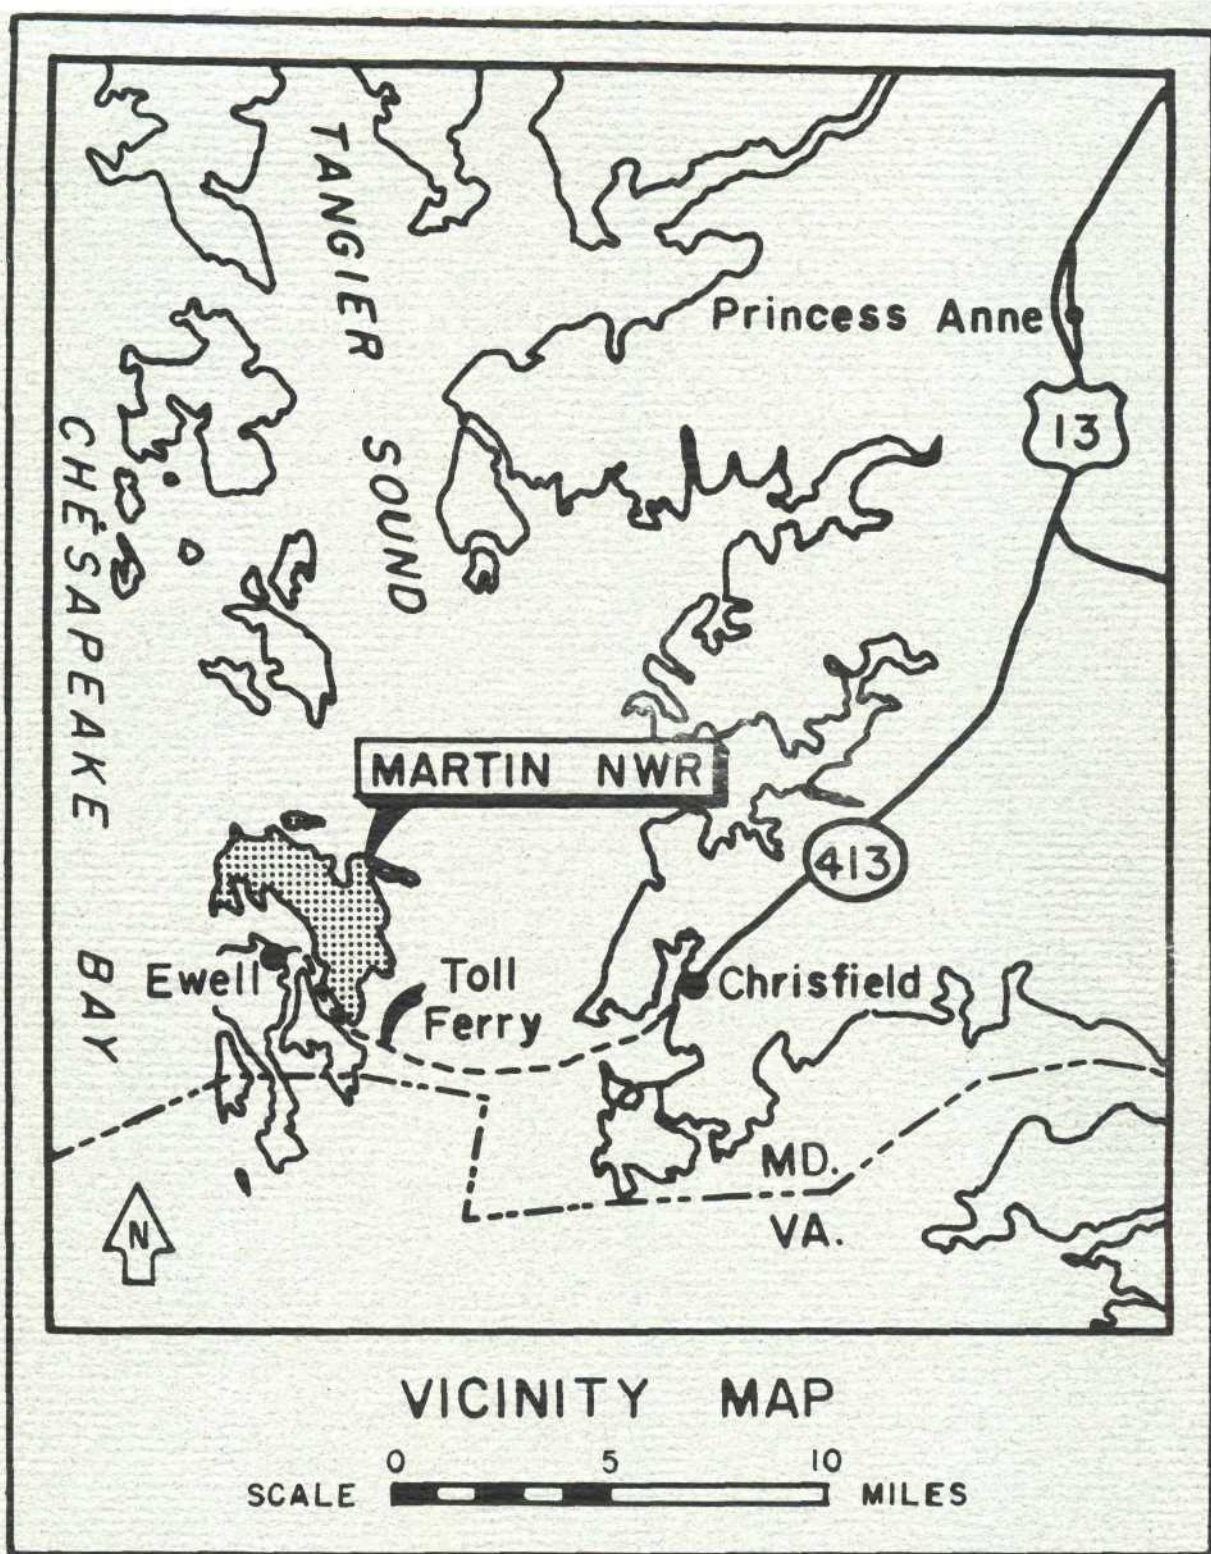 TANGIER SOUND
Princess Anne
13
CHESAPEAKE BAY
MARTIN NWR
413
Ewell
Toll
Ferry
Chrisfield
MD.
VA.
N
VICINITY MAP
0 5 10
SCALE MILES